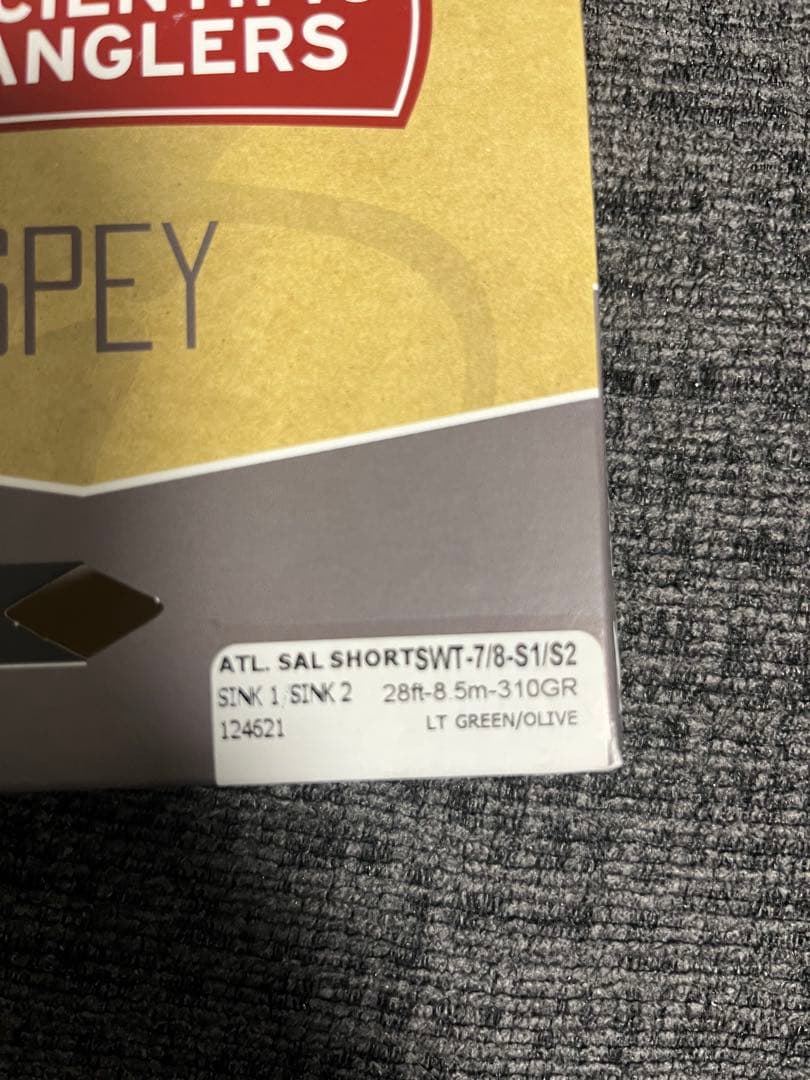 ANGLERS
SPEY
ATL. SAL SHORTSWT-7/8-S1/S2
SINK 1/SINK 2 28ft-8.5m-310GR
124621 LT GREEN/OLIVE